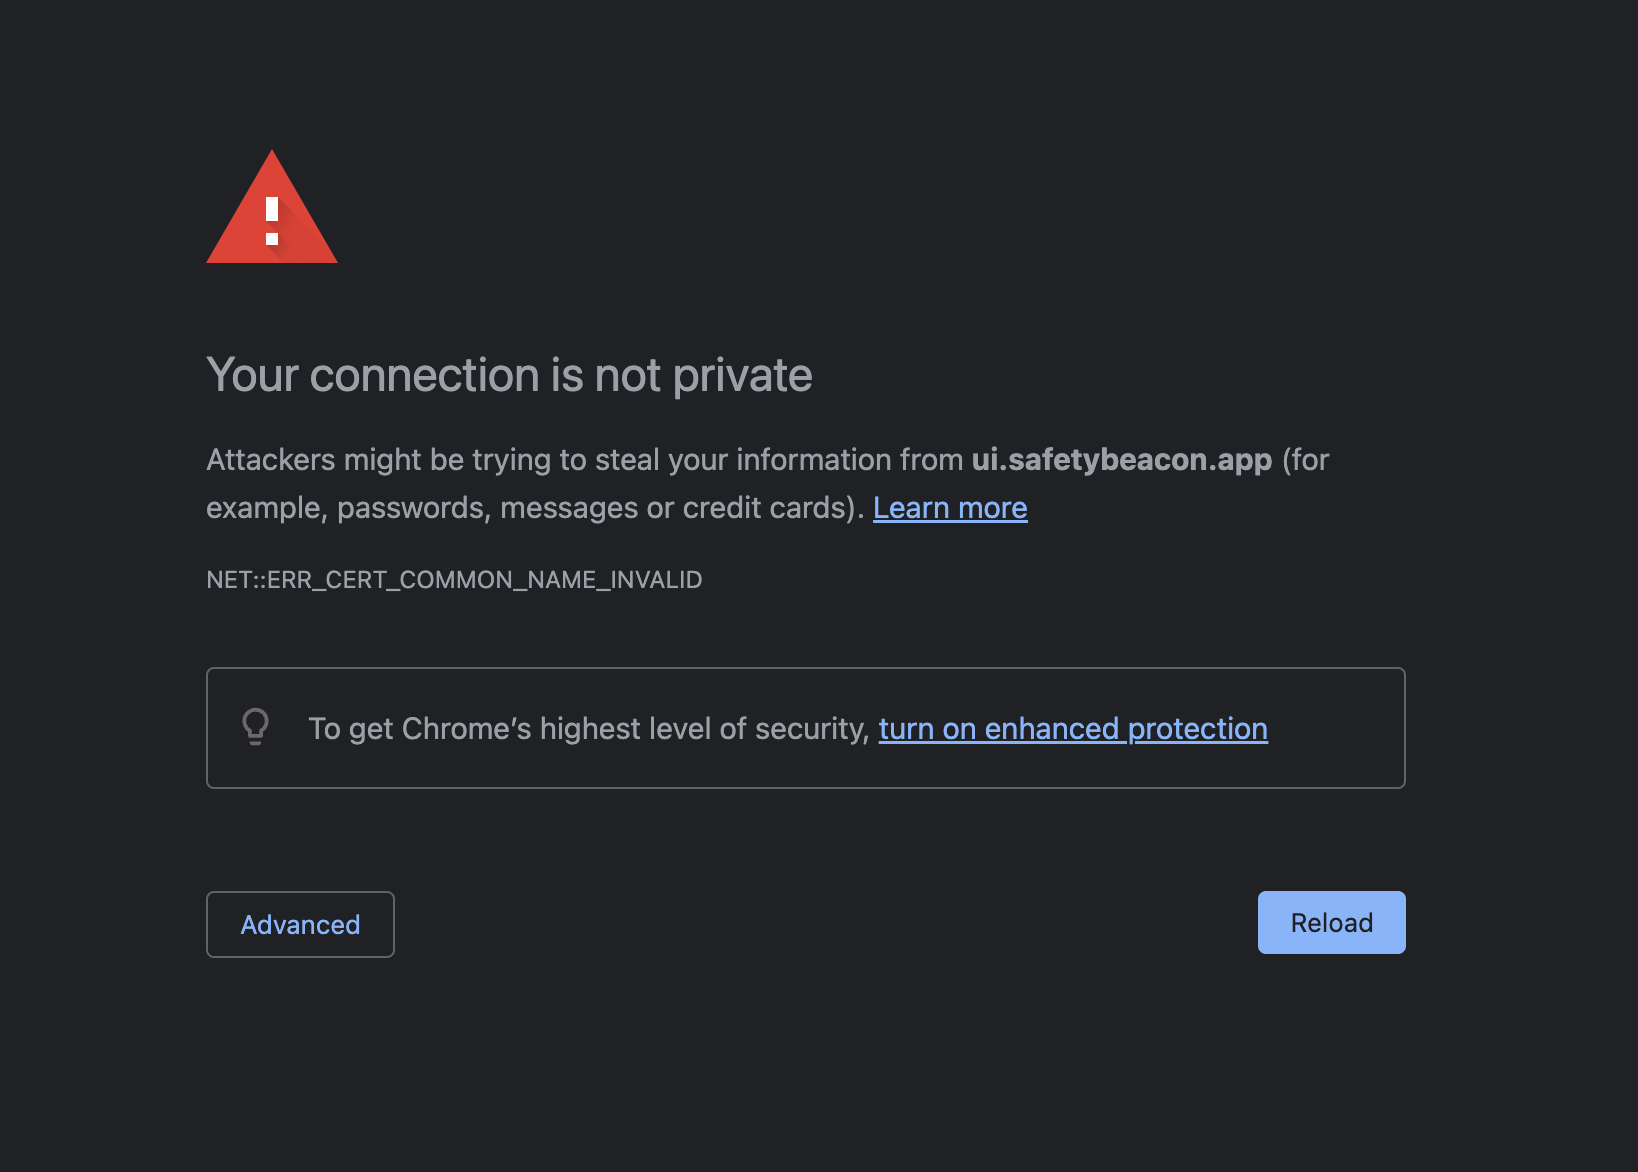 Your connection is not private
Attackers might be trying to steal your information from ui.safetybeacon.app (for
example, passwords, messages or credit cards). Learn more
NET::ERR_CERT_COMMON_NAME_INVALID
To get Chrome’s highest level of security, turn on enhanced protection
Advanced
Reload